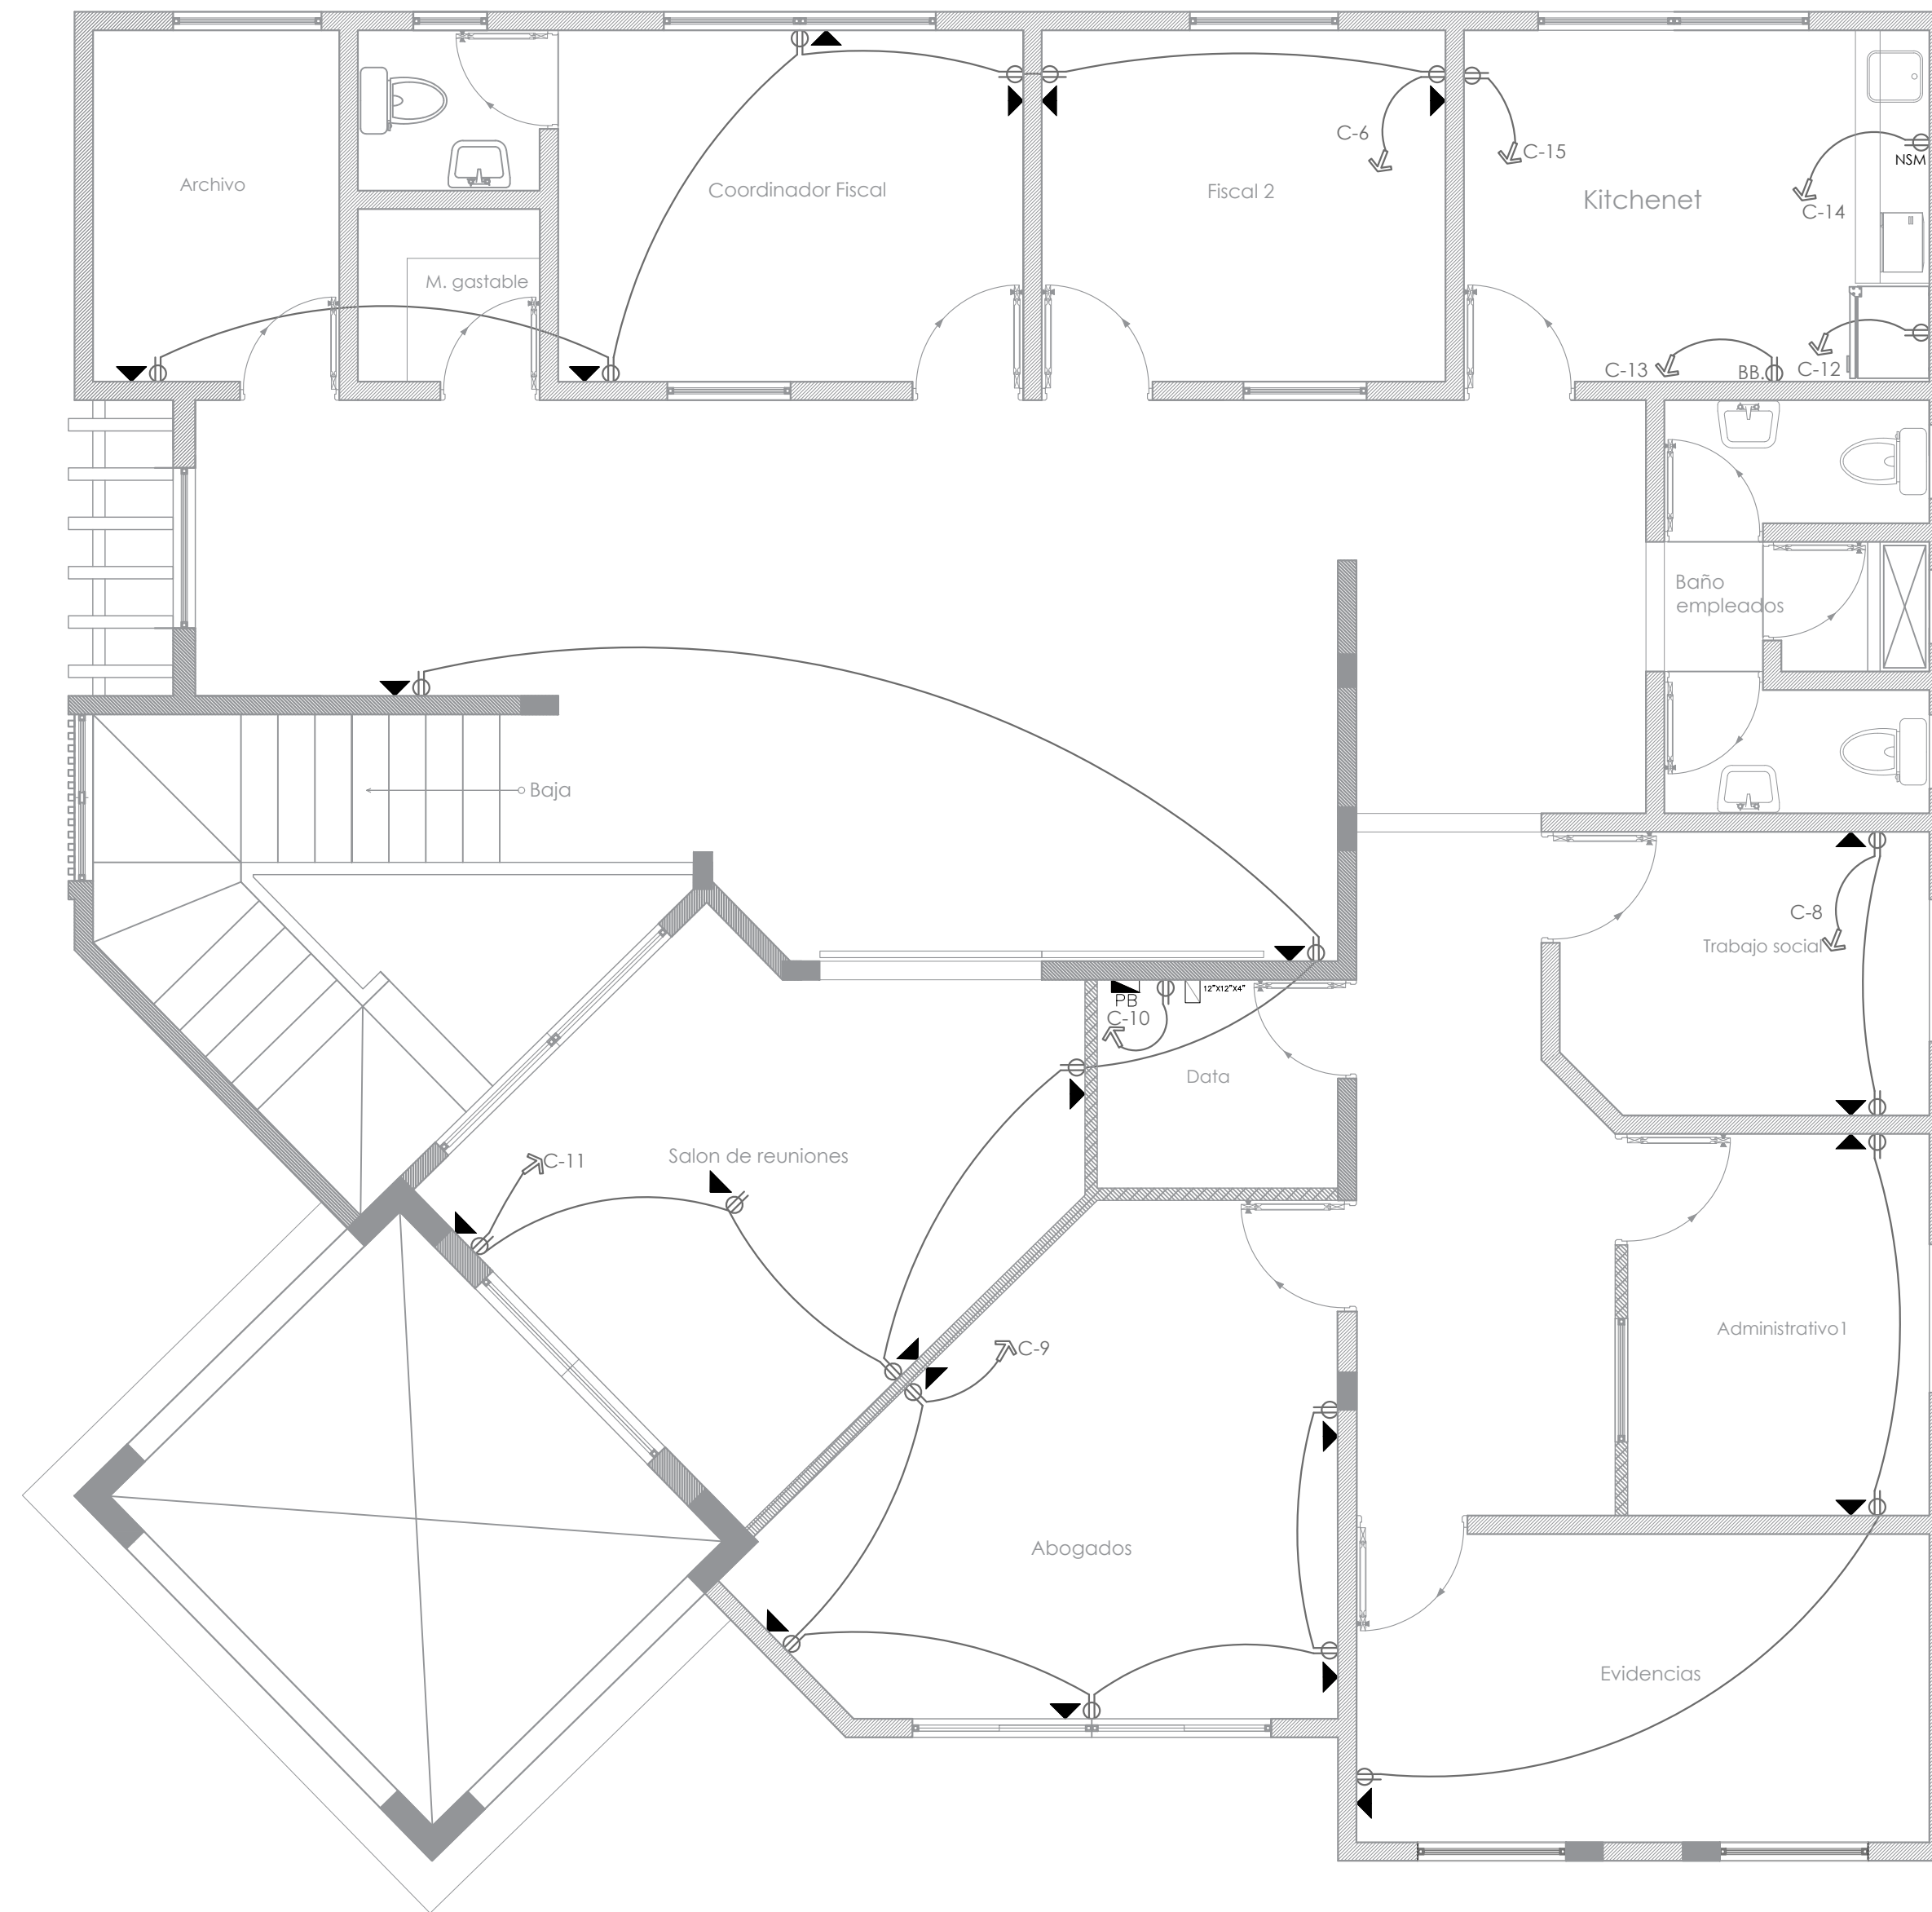 C-6
C-15
NSM
Archivo
Coordinador Fiscal
Fiscal 2
Kitchenet
C-14
M. gastable
C-13
BB.
C-12
Baño
empleados
Baja
C-8
Trabajo social
12"X12"X4"
PB
C-10
Data
C-11
Salon de reuniones
Administrativo1
C-9
Abogados
Evidencias